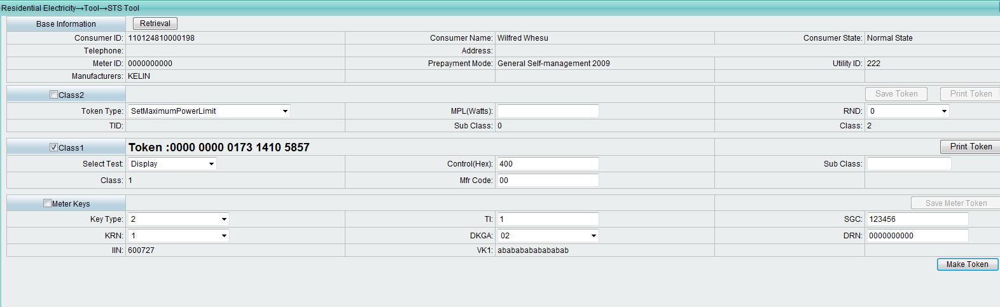 Residential Electricity→Tool→STS Tool
Base Information Retrieval
Consumer ID: 110124810000198 Consumer Name: Wilfred Whesu Consumer State: Normal State
Telephone: Address:
Meter ID: 0000000000 Prepayment Mode: General Self-management 2009 Utility ID: 222
Manufacturers: KELIN
Class2 Save Token Print Token
Token Type: SetMaximumPowerLimit MPL(Watts): RND: 0
TID: Sub Class: 0 Class: 2
Class1 Token :0000 0000 0173 1410 5857 Print Token
Select Test: Display Control(Hex): 400 Sub Class:
Class: 1 Mfr Code: 00
Meter Keys Save Meter Token
Key Type: 2 TI: 1 SGC: 123456
KRN: 1 DKGA: 02 DRN: 0000000000
IIN: 600727 VK1: abababababababab
Make Token